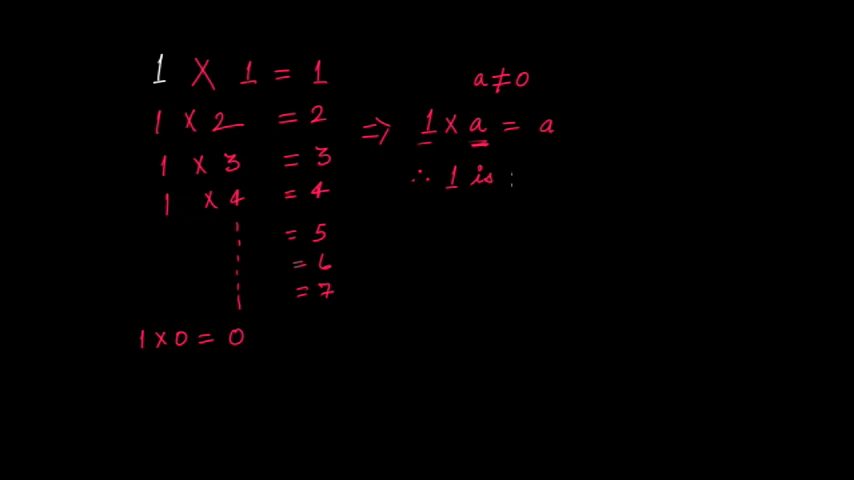 1 × 1 = 1
1 × 2 = 2
1 × 3 = 3
1 × 4 = 4
= 5
= 6
= 7
1 × 0 = 0
a ≠ 0
⇒ 1 × a = a
∴ 1 is